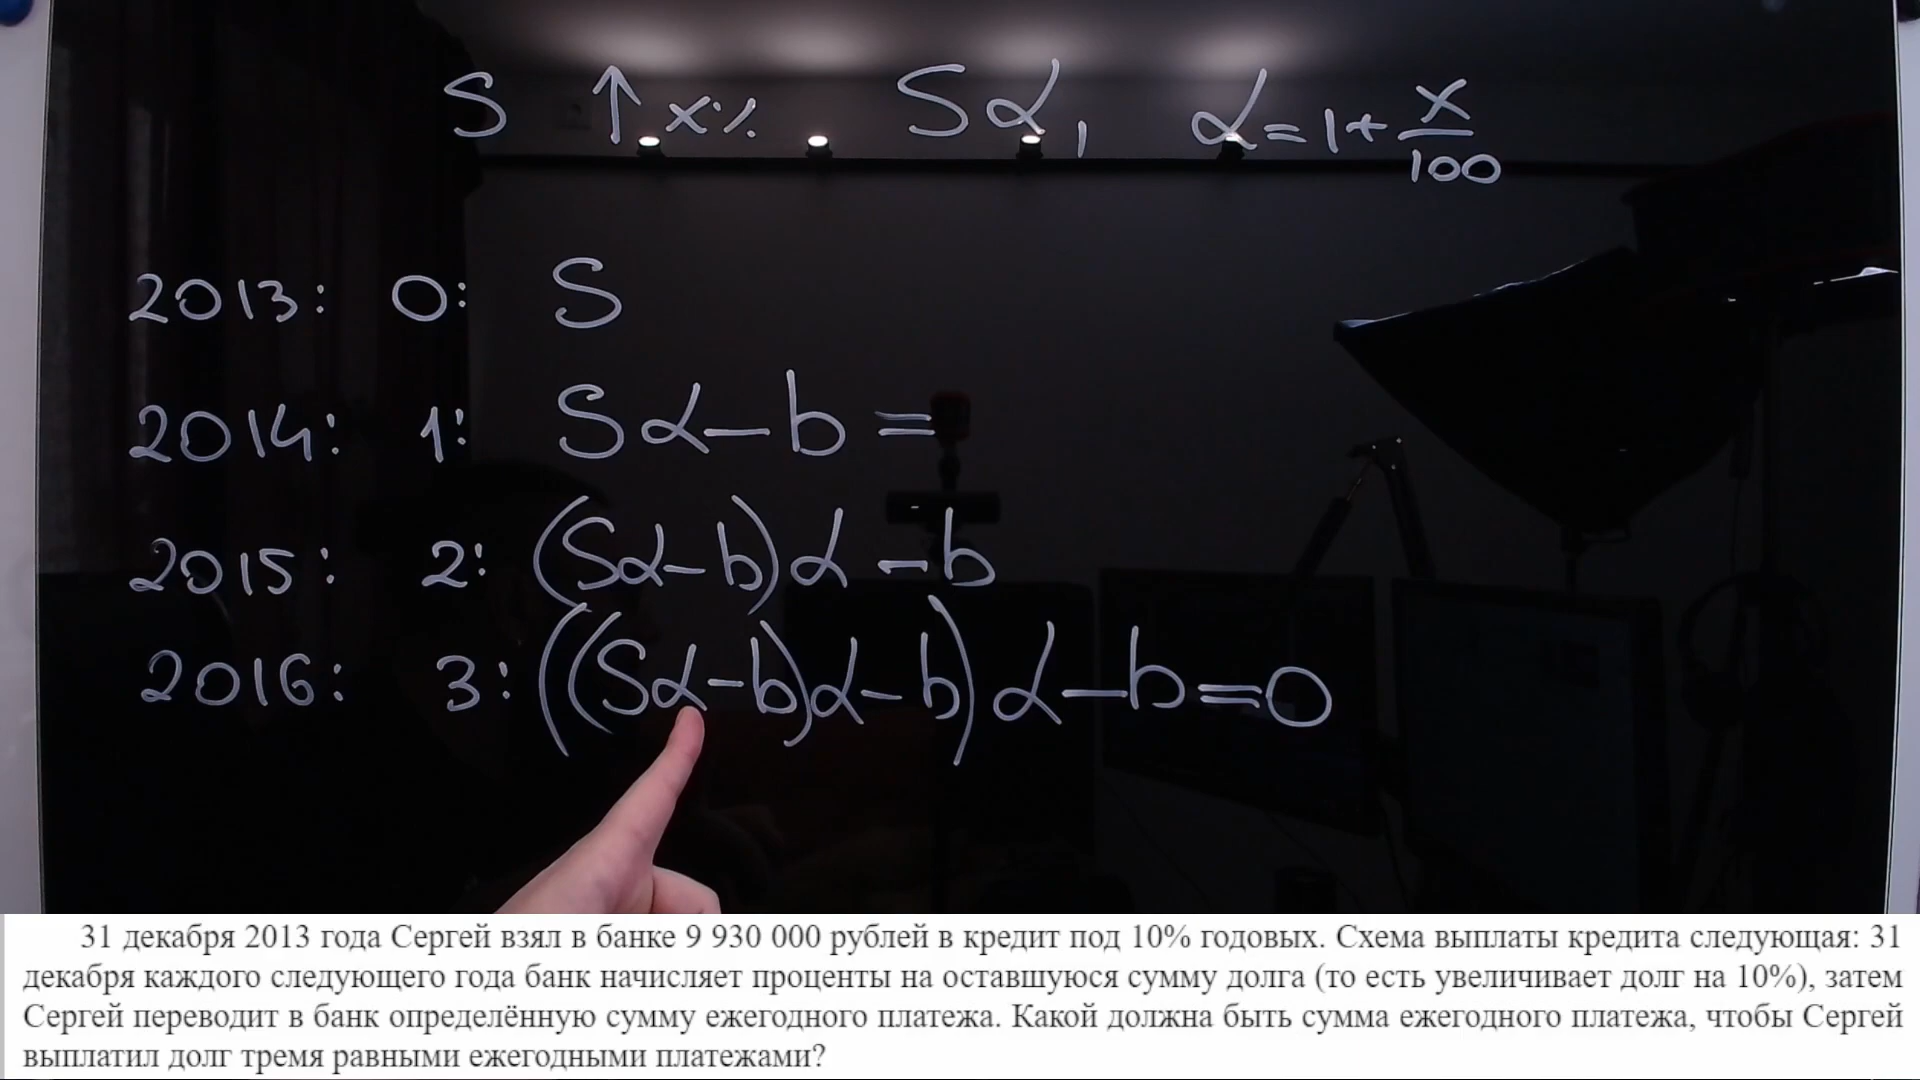 S ↑ x% Sα, α = 1 + x/100
2013: 0: S
2014: 1: Sα - b =
2015: 2: (Sα - b)α - b
2016: 3: ((Sα - b)α - b)α - b = 0
31 декабря 2013 года Сергей взял в банке 9 930 000 рублей в кредит под 10% годовых. Схема выплаты кредита следующая: 31
декабря каждого следующего года банк начисляет проценты на оставшуюся сумму долга (то есть увеличивает долг на 10%), затем
Сергей переводит в банк определённую сумму ежегодного платежа. Какой должна быть сумма ежегодного платежа, чтобы Сергей
выплатил долг тремя равными ежегодными платежами?